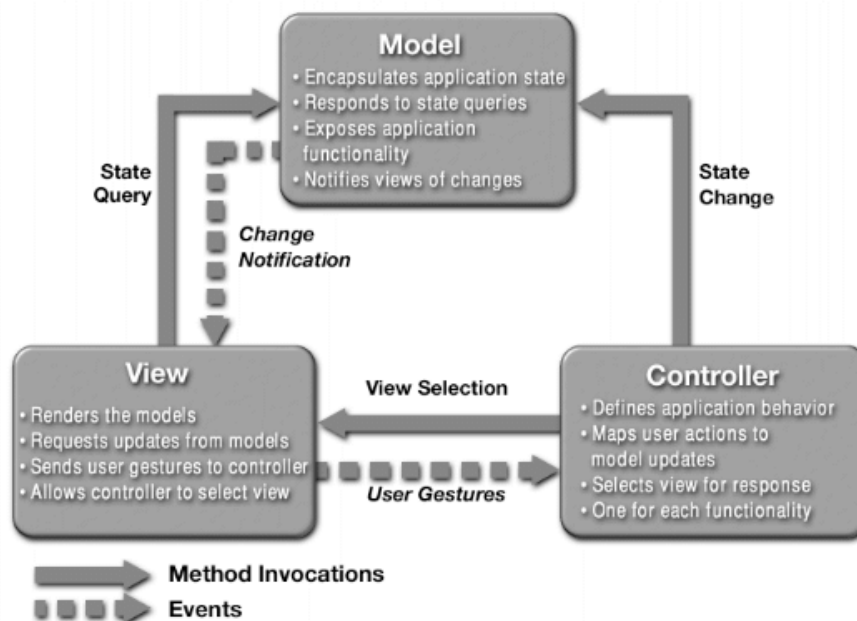 Model
• Encapsulates application state
• Responds to state queries
• Exposes application
functionality
• Notifies views of changes
State
Query
State
Change
Change
Notification
View
• Renders the models
• Requests updates from models
• Sends user gestures to controller
• Allows controller to select view
View Selection
User Gestures
Controller
• Defines application behavior
• Maps user actions to
model updates
• Selects view for response
• One for each functionality
Method Invocations
Events